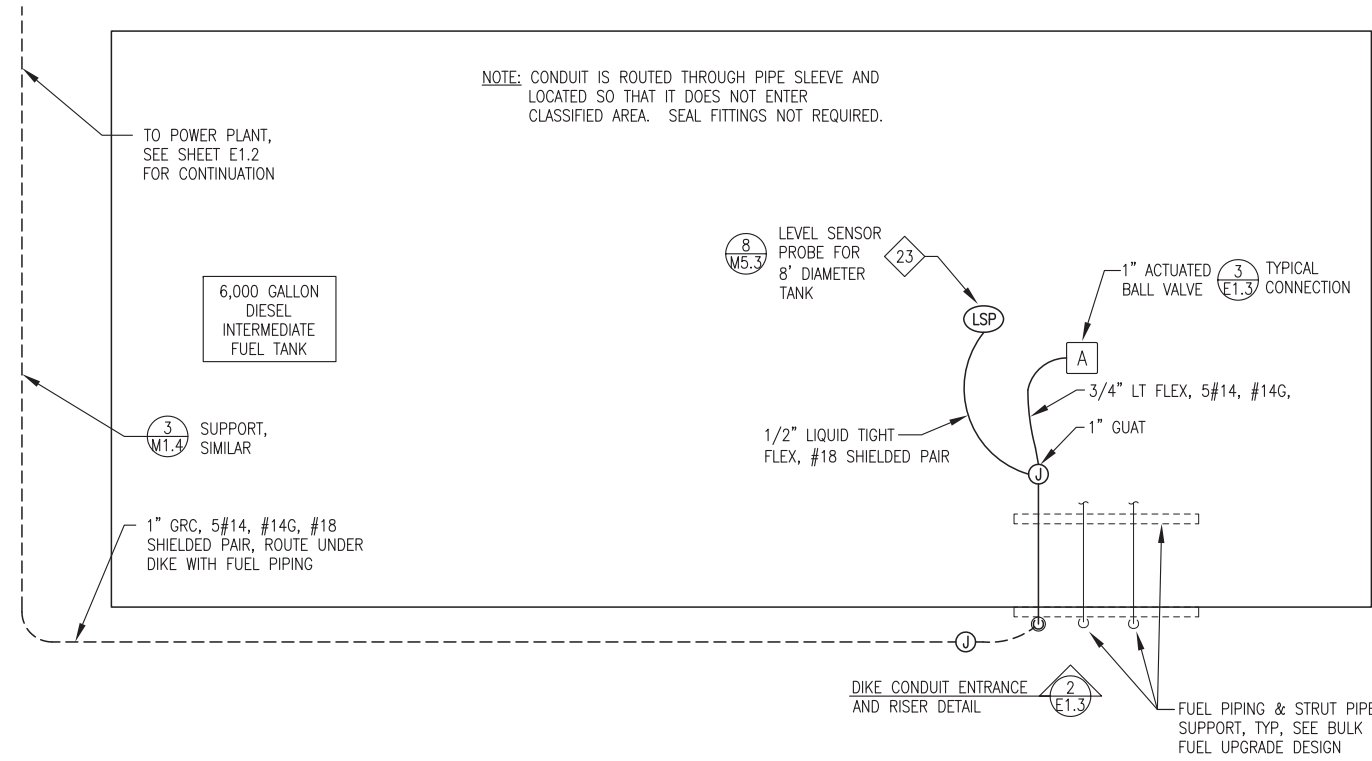 NOTE: CONDUIT IS ROUTED THROUGH PIPE SLEEVE AND
LOCATED SO THAT IT DOES NOT ENTER
CLASSIFIED AREA. SEAL FITTINGS NOT REQUIRED.
TO POWER PLANT,
SEE SHEET E1.2
FOR CONTINUATION
8
M5.3
LEVEL SENSOR
PROBE FOR
8' DIAMETER
TANK
23
LSP
1" ACTUATED
BALL VALVE
3
E1.3
TYPICAL
CONNECTION
A
6,000 GALLON
DIESEL
INTERMEDIATE
FUEL TANK
3/4" LT FLEX, 5#14, #14G,
1" GUAT
3
M1.4
SUPPORT,
SIMILAR
1/2" LIQUID TIGHT
FLEX, #18 SHIELDED PAIR
J
1" GRC, 5#14, #14G, #18
SHIELDED PAIR, ROUTE UNDER
DIKE WITH FUEL PIPING
J
DIKE CONDUIT ENTRANCE
AND RISER DETAIL
2
E1.3
FUEL PIPING & STRUT PIPE
SUPPORT, TYP, SEE BULK
FUEL UPGRADE DESIGN